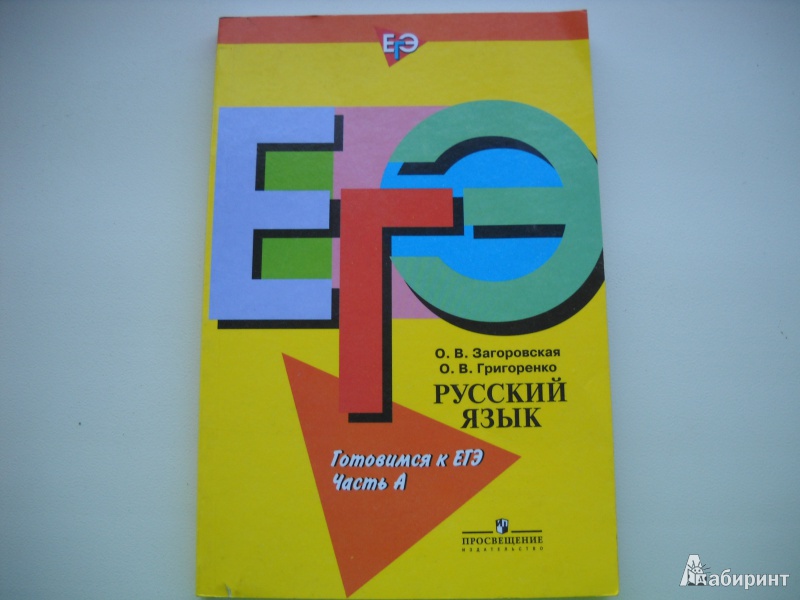 ЕГЭ
ЕГЭ
О. В. Загоровская
О. В. Григоренко
РУССКИЙ
ЯЗЫК
Готовимся к ЕГЭ
Часть А
ПРОСВЕЩЕНИЕ
ИЗДАТЕЛЬСТВО
Лабиринт